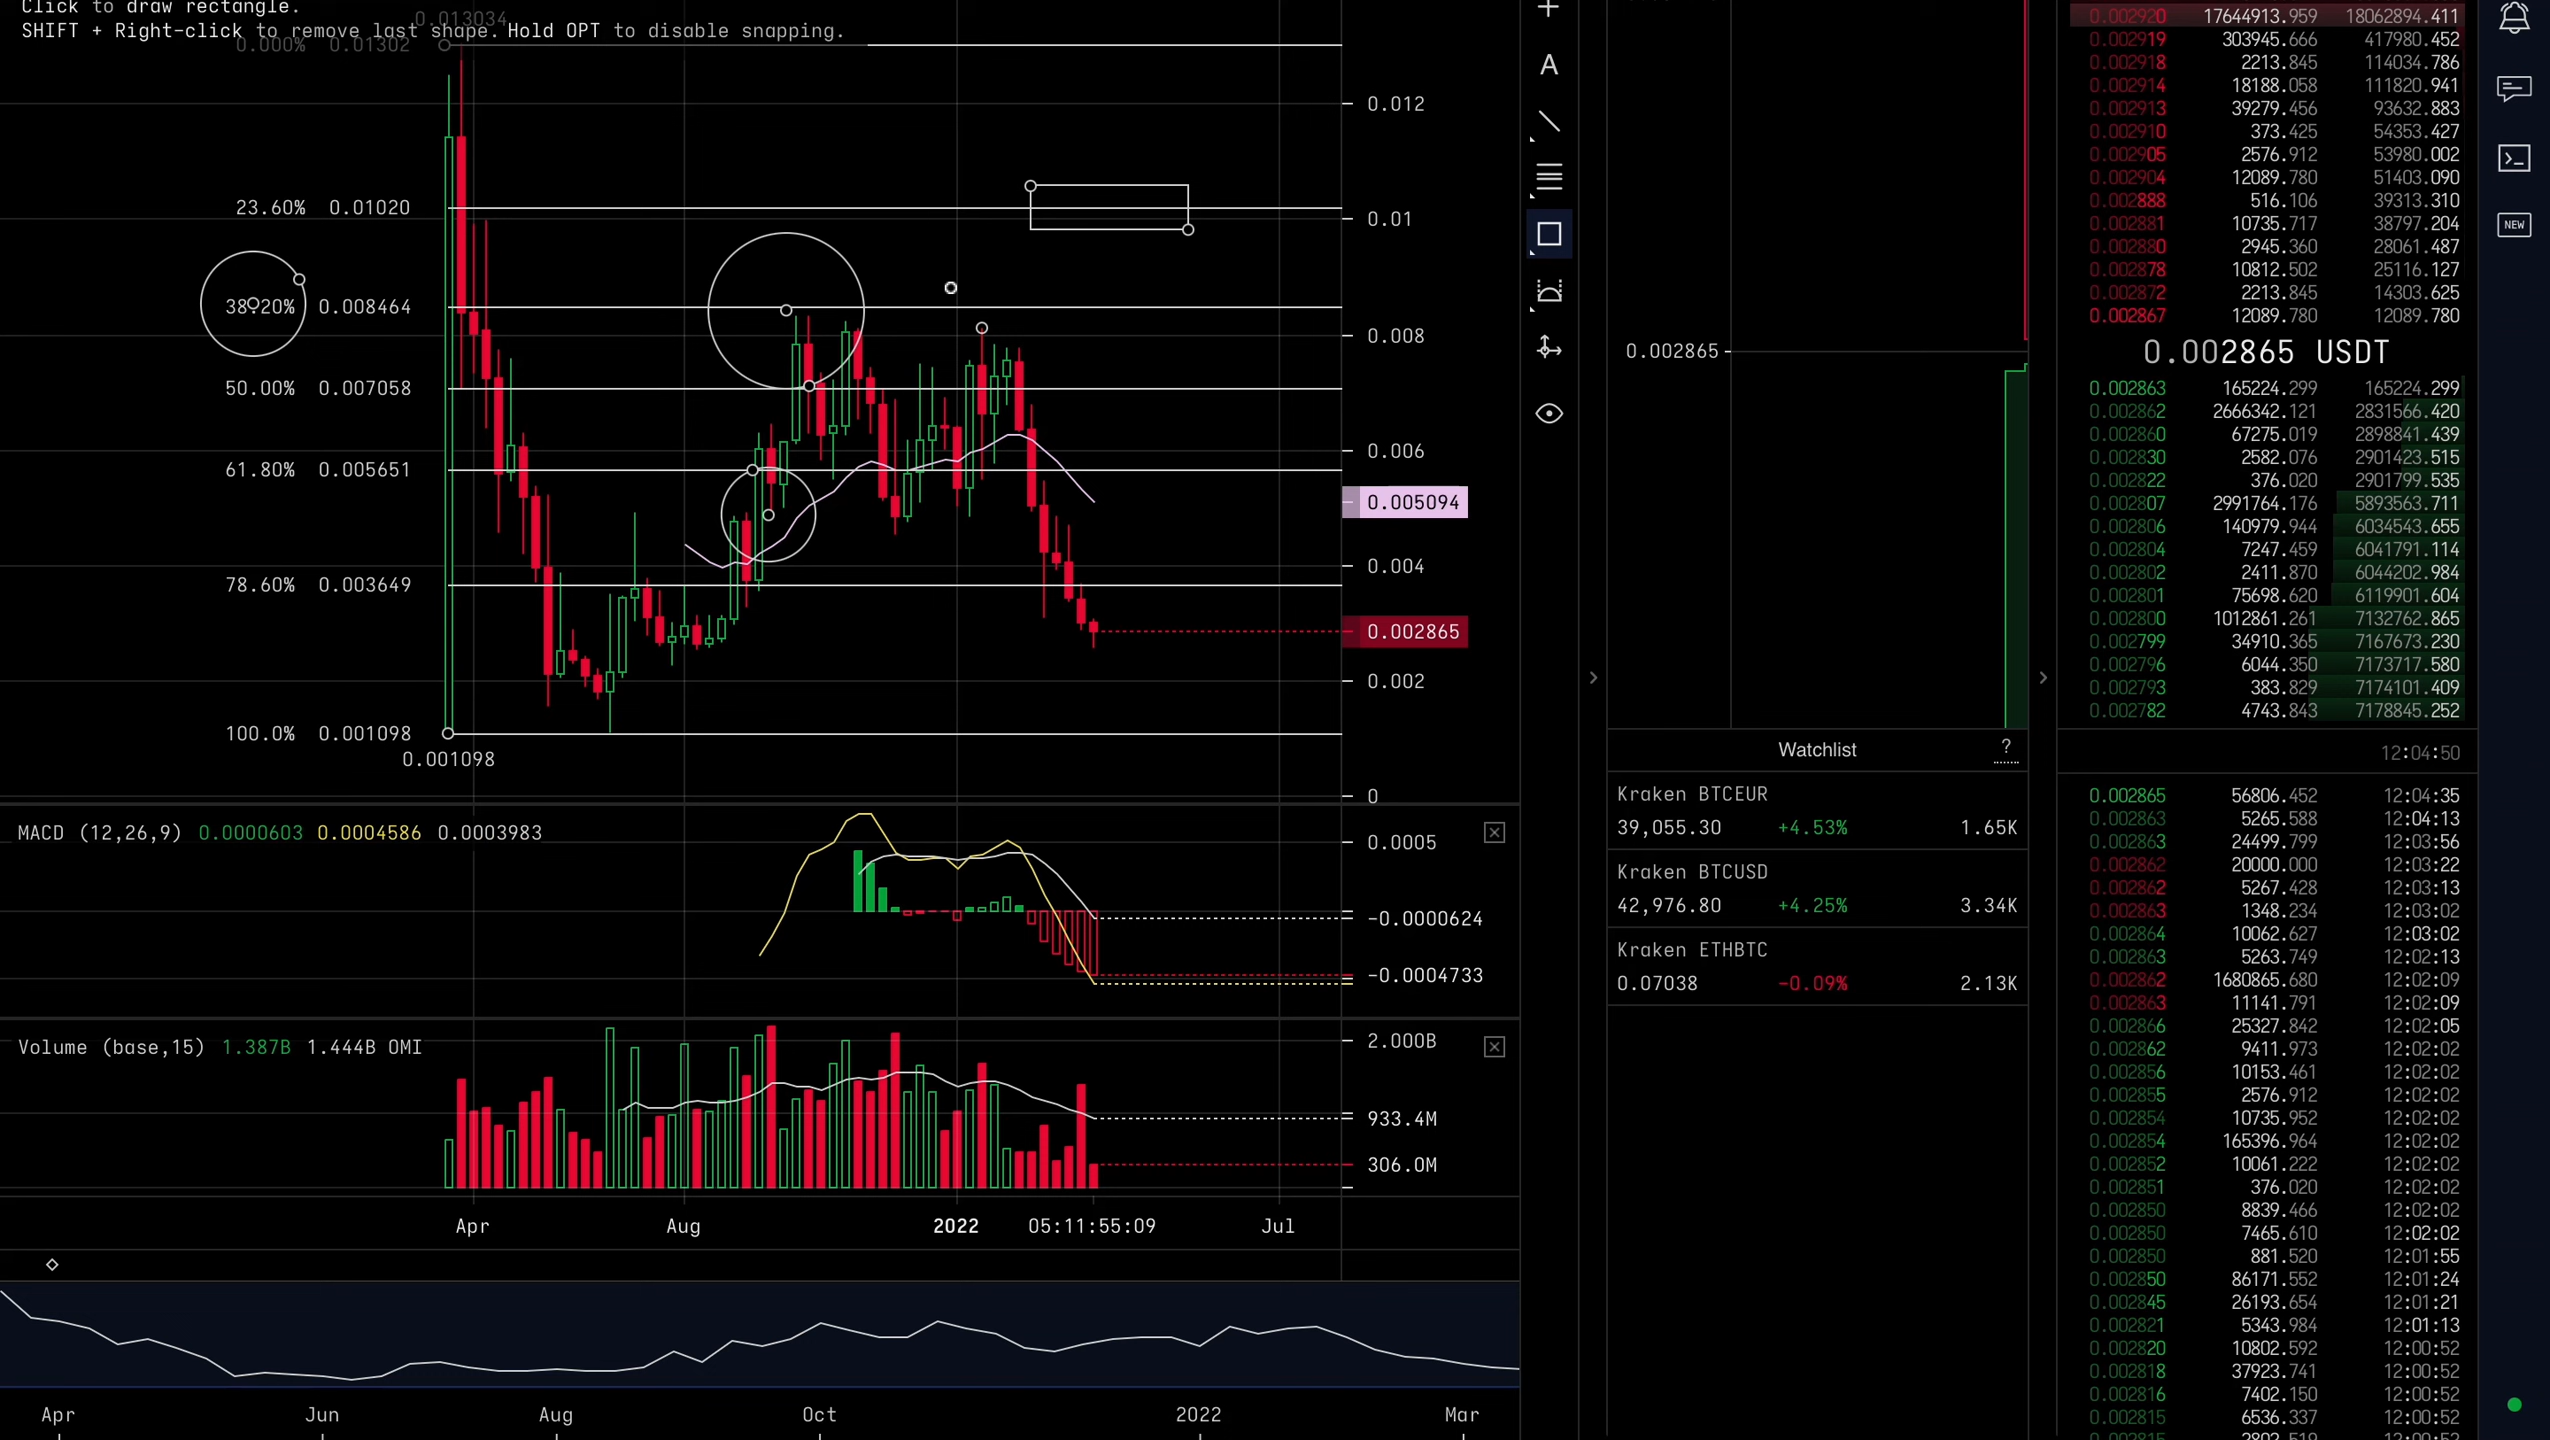 Click to draw rectangle.
SHIFT + Right-click to remove last shape. Hold OPT to disable snapping.
0.013034
0.000% 0.01302
23.60% 0.01020
38.20% 0.008464
50.00% 0.007058
61.80% 0.005651
78.60% 0.003649
100.0% 0.001098
0.001098
0.012
0.01
0.008
0.006
0.005094
0.004
0.002865
0.002
0
MACD (12,26,9) 0.0000603 0.0004586 0.0003983
0.0005
-0.0000624
-0.0004733
Volume (base,15) 1.387B 1.444B OMI
2.000B
933.4M
306.0M
Apr Aug 2022 05:11:55:09 Jul
Apr Jun Aug Oct 2022 Mar
A
0.002865
Watchlist ?
Kraken BTCEUR
39,055.30 +4.53% 1.65K
Kraken BTCUSD
42,976.80 +4.25% 3.34K
Kraken ETHBTC
0.07038 -0.09% 2.13K
0.002920 17644913.959 18062894.411
0.002919 303945.666 417980.452
0.002918 2213.845 114034.786
0.002914 18188.058 111820.941
0.002913 39279.456 93632.883
0.002910 373.425 54353.427
0.002905 2576.912 53980.002
0.002904 12089.780 51403.090
0.002888 516.106 39313.310
0.002881 10735.717 38797.204
0.002880 2945.360 28061.487
0.002878 10812.502 25116.127
0.002872 2213.845 14303.625
0.002867 12089.780 12089.780
0.002865 USDT
0.002863 165224.299 165224.299
0.002862 2666342.121 2831566.420
0.002860 67275.019 2898841.439
0.002830 2582.076 2901423.515
0.002822 376.020 2901799.535
0.002807 2991764.176 5893563.711
0.002806 140979.944 6034543.655
0.002804 7247.459 6041791.114
0.002802 2411.870 6044202.984
0.002801 75698.620 6119901.604
0.002800 1012861.261 7132762.865
0.002799 34910.365 7167673.230
0.002796 6044.350 7173717.580
0.002793 383.829 7174101.409
0.002782 4743.843 7178845.252
12:04:50
0.002865 56806.452 12:04:35
0.002863 5265.588 12:04:13
0.002863 24499.799 12:03:56
0.002862 20000.000 12:03:22
0.002862 5267.428 12:03:13
0.002863 1348.234 12:03:02
0.002864 10062.627 12:03:02
0.002863 5263.749 12:02:13
0.002862 1680865.680 12:02:09
0.002863 11141.791 12:02:09
0.002866 25327.842 12:02:05
0.002862 9411.973 12:02:02
0.002856 10153.461 12:02:02
0.002855 2576.912 12:02:02
0.002854 10735.952 12:02:02
0.002854 165396.964 12:02:02
0.002852 10061.222 12:02:02
0.002851 376.020 12:02:02
0.002850 8839.466 12:02:02
0.002850 7465.610 12:02:02
0.002850 881.520 12:01:55
0.002850 86171.552 12:01:24
0.002845 26193.654 12:01:21
0.002821 5343.984 12:01:13
0.002820 10802.592 12:00:52
0.002818 37923.741 12:00:52
0.002816 7402.150 12:00:52
0.002815 6536.337 12:00:52
NEW